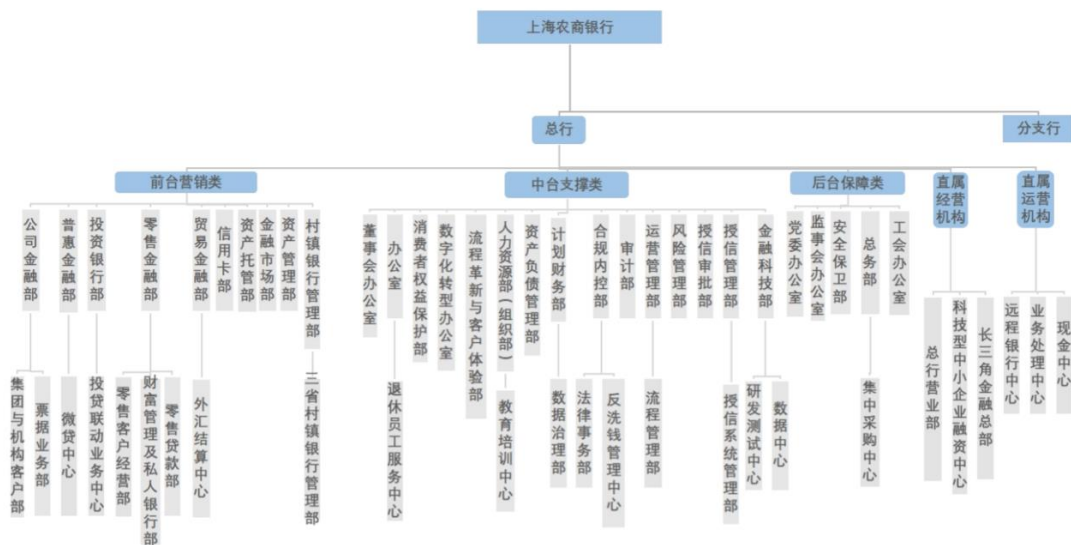 上海农商银行
总行
分支行
前台营销类
中台支撑类
后台保障类
直属经营机构
直属运营机构
公司金融部
普惠金融部
投资银行部
零售金融部
贸易金融部
信用卡部
资产托管部
金融市场部
资产管理部
村镇银行管理部
董事会办公室
办公室
消费者权益保护部
数字化转型办公室
流程革新与客户体验部
人力资源部（组织部）
资产负债管理部
计划财务部
合规内控部
审计部
运营管理部
风险管理部
授信审批部
授信管理部
金融科技部
党委办公室
监事会办公室
安全保卫部
总务部
工会办公室
集团与机构客户部
票据业务部
微贷中心
投贷联动业务中心
零售客户经营部
财富管理及私人银行部
零售贷款部
外汇结算中心
三省村镇银行管理部
退休员工服务中心
教育培训中心
数据治理部
法律事务部
反洗钱管理中心
流程管理部
授信系统管理部
研发测试中心
数据中心
集中采购中心
总行营业部
科技型中小企业融资中心
长三角金融总部
远程银行中心
业务处理中心
现金中心